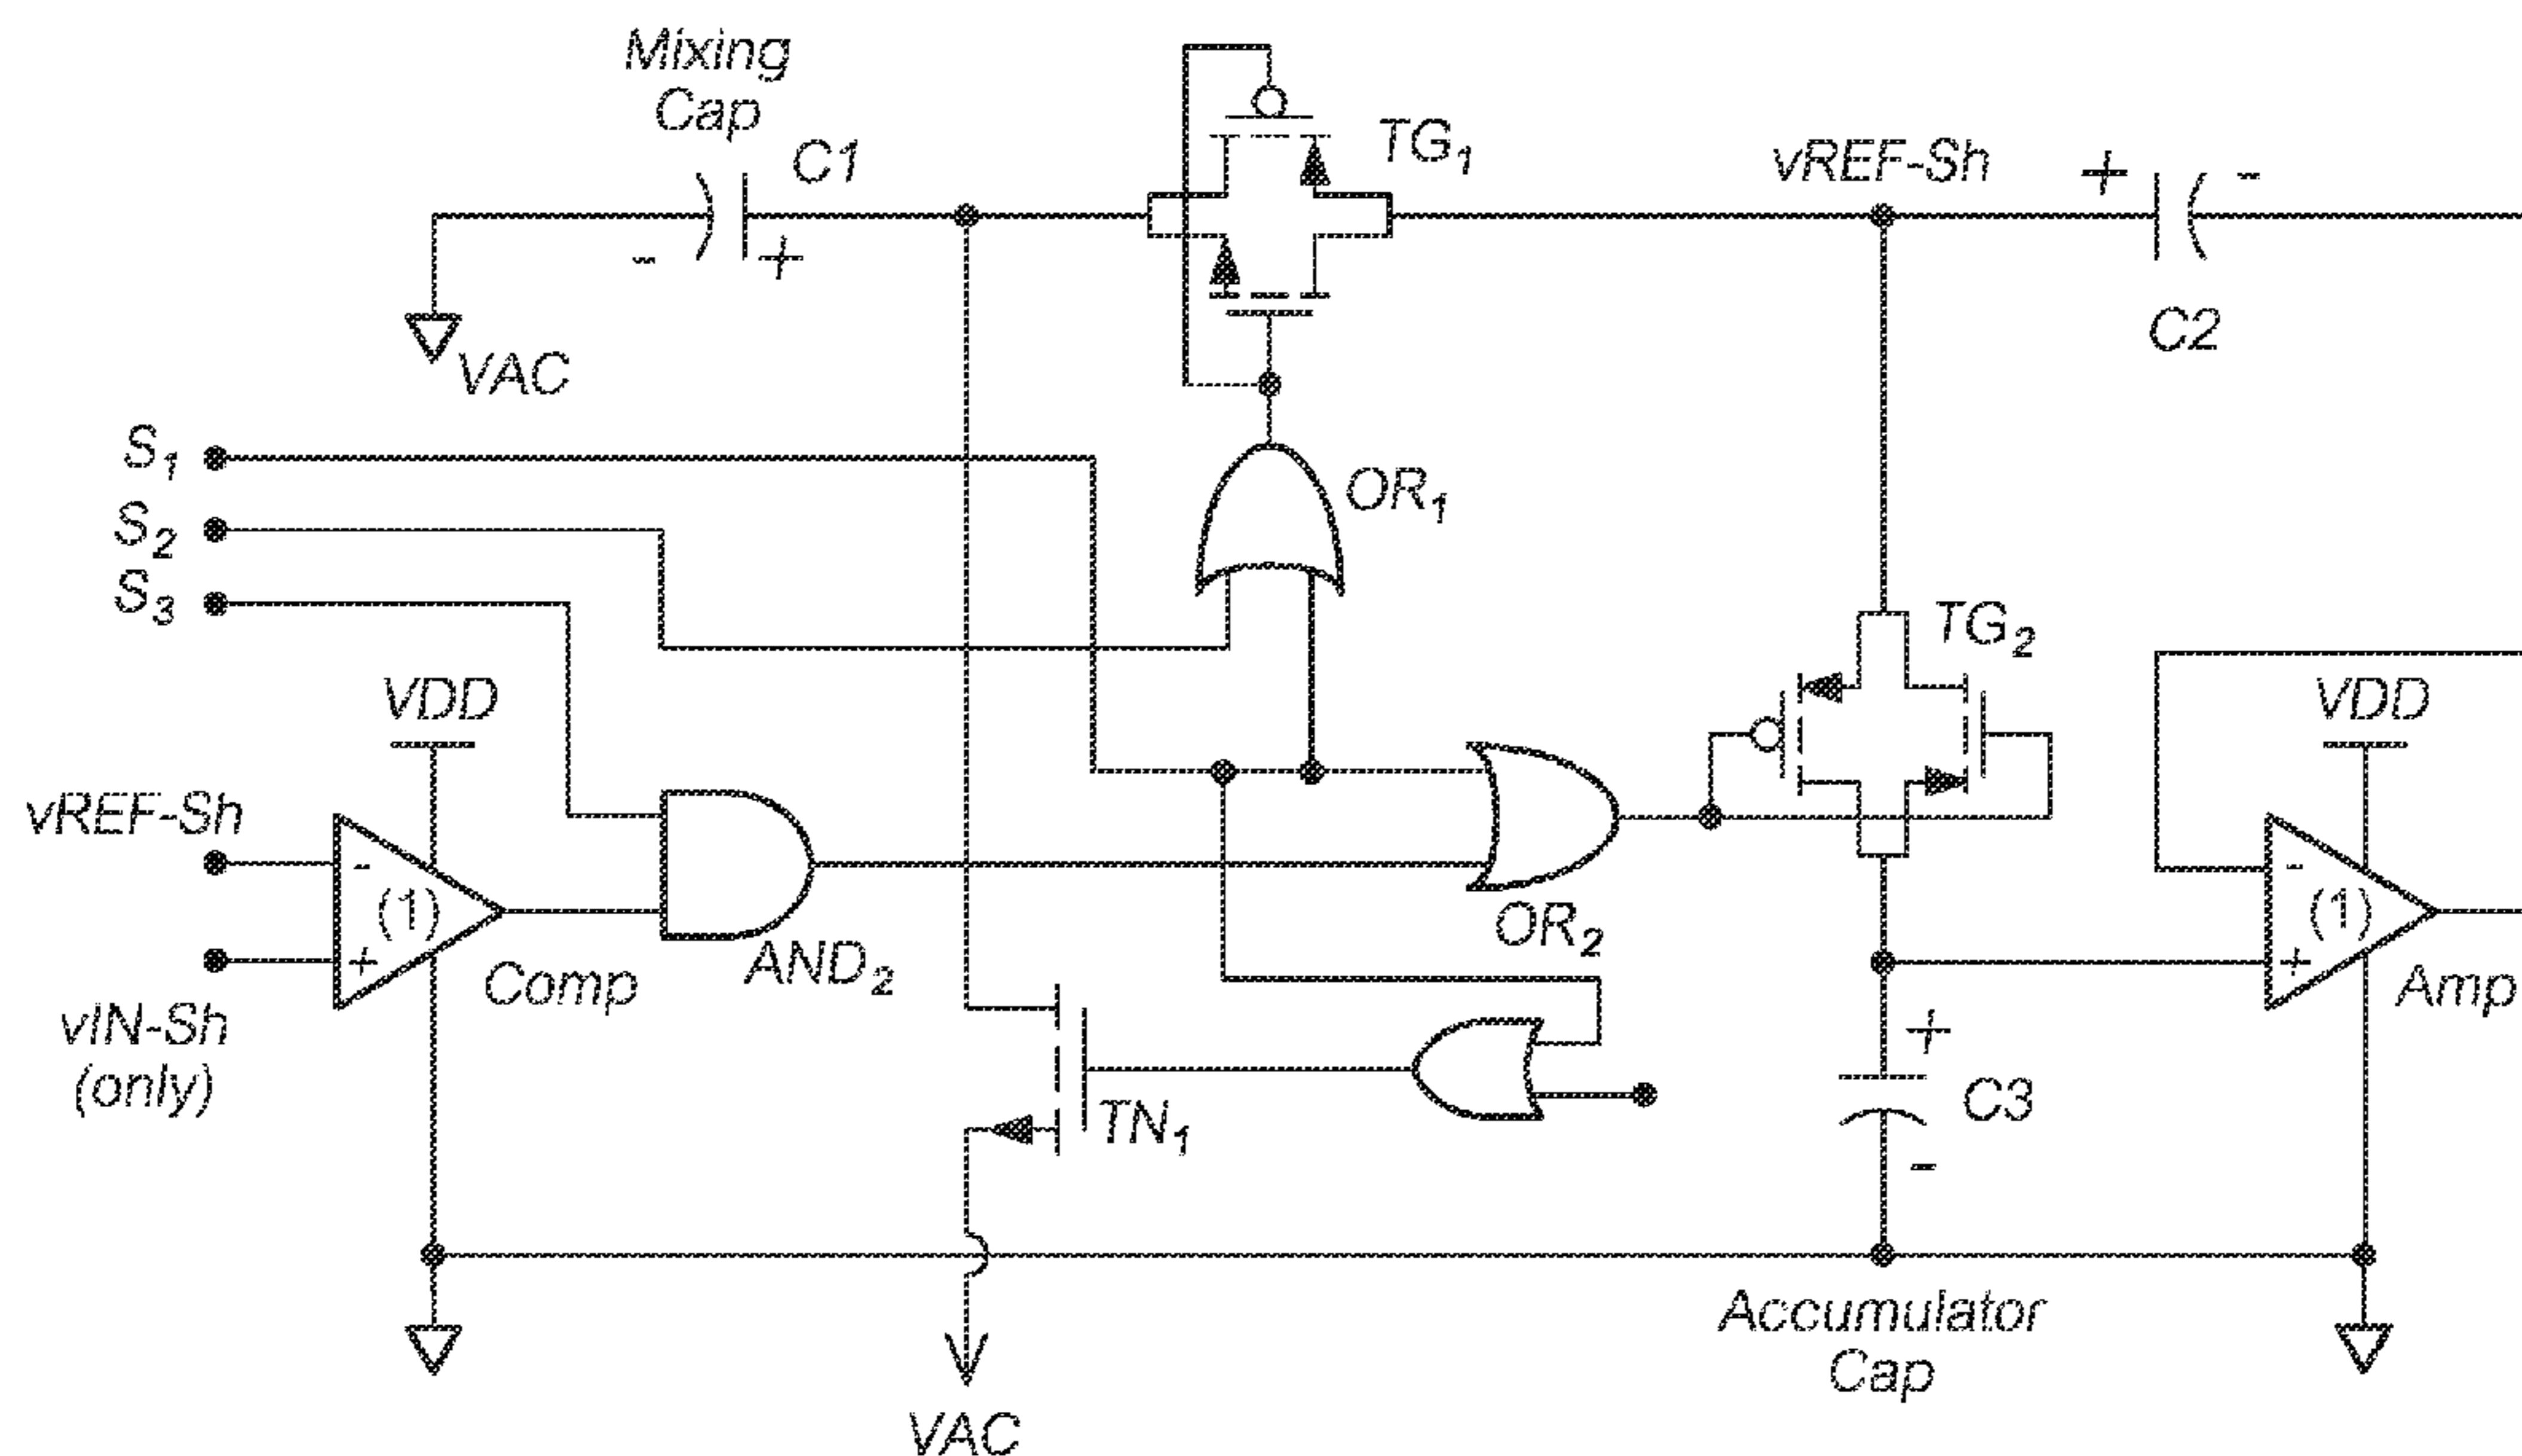 Mixing
Cap
C1
-
+
VAC
TG1
vREF-Sh
+
-
C2
S1
S2
S3
OR1
TG2
VDD
VDD
vREF-Sh
-
(1)
+
vIN-Sh
(only)
Comp
AND2
OR2
-
(1)
+
Amp
TN1
+
C3
-
Accumulator
Cap
VAC